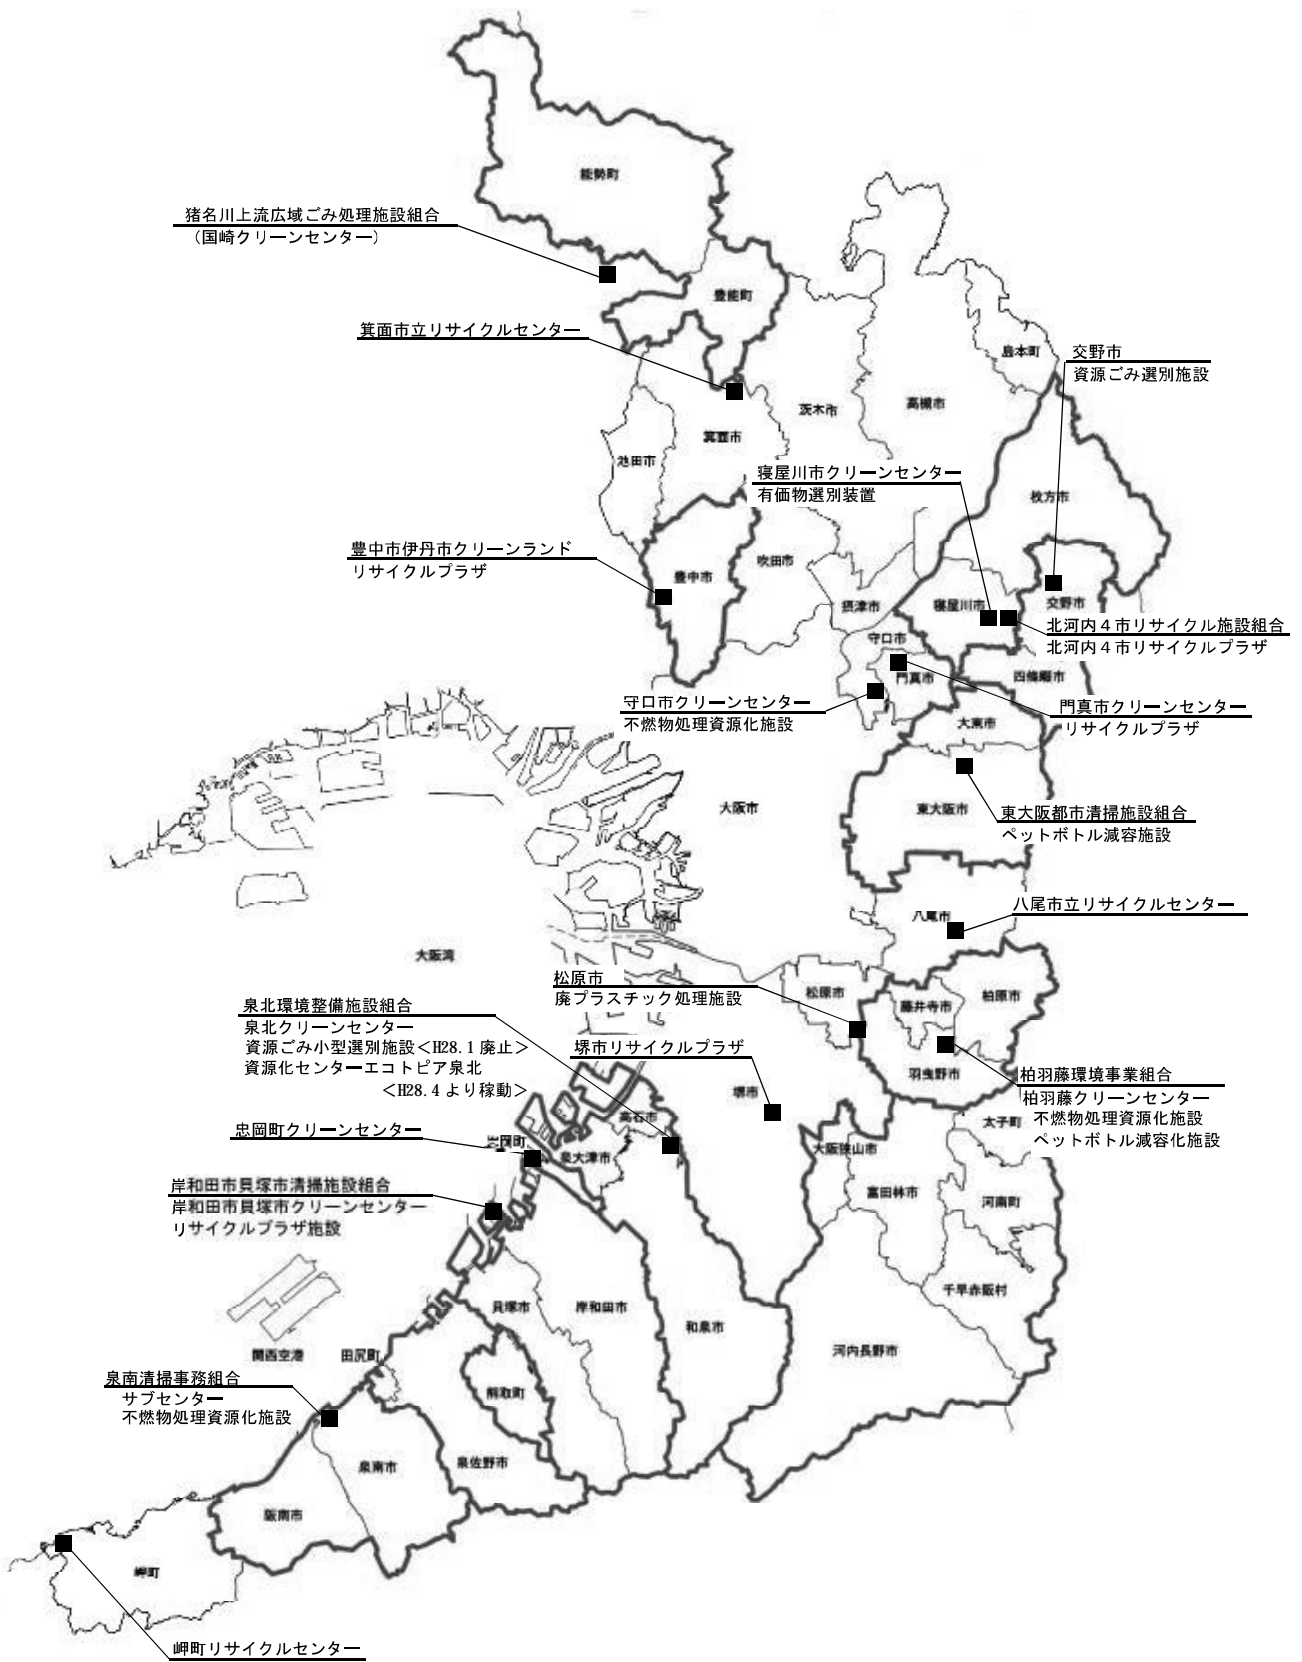 能勢町
猪名川上流広域ごみ処理施設組合
(国崎クリーンセンター)
豊能町
箕面市立リサイクルセンター
島本町
交野市
資源ごみ選別施設
茨木市
高槻市
箕面市
池田市
寝屋川市クリーンセンター
有価物選別装置
枚方市
豊中市伊丹市クリーンランド
リサイクルプラザ
吹田市
豊中市
摂津市
寝屋川市
交野市
北河内4市リサイクル施設組合
北河内4市リサイクルプラザ
守口市
門真市
四條畷市
守口市クリーンセンター
不燃物処理資源化施設
門真市クリーンセンター
リサイクルプラザ
大東市
大阪市
東大阪市
東大阪都市清掃施設組合
ペットボトル減容施設
八尾市立リサイクルセンター
八尾市
大阪湾
松原市
廃プラスチック処理施設
松原市
藤井寺市
柏原市
泉北環境整備施設組合
泉北クリーンセンター
資源ごみ小型選別施設<H28.1 廃止>
資源化センターエコトピア泉北
<H28.4 より稼動>
堺市リサイクルプラザ
羽曳野市
柏羽藤環境事業組合
柏羽藤クリーンセンター
不燃物処理資源化施設
ペットボトル減容化施設
堺市
高石市
太子町
忠岡町クリーンセンター
忠岡町
泉大津市
大阪狭山市
岸和田市貝塚市清掃施設組合
岸和田市貝塚市クリーンセンター
リサイクルプラザ施設
富田林市
河南町
千早赤阪村
貝塚市
岸和田市
和泉市
河内長野市
関西空港
田尻町
泉南清掃事務組合
サブセンター
不燃物処理資源化施設
熊取町
泉南市
泉佐野市
阪南市
岬町
岬町リサイクルセンター